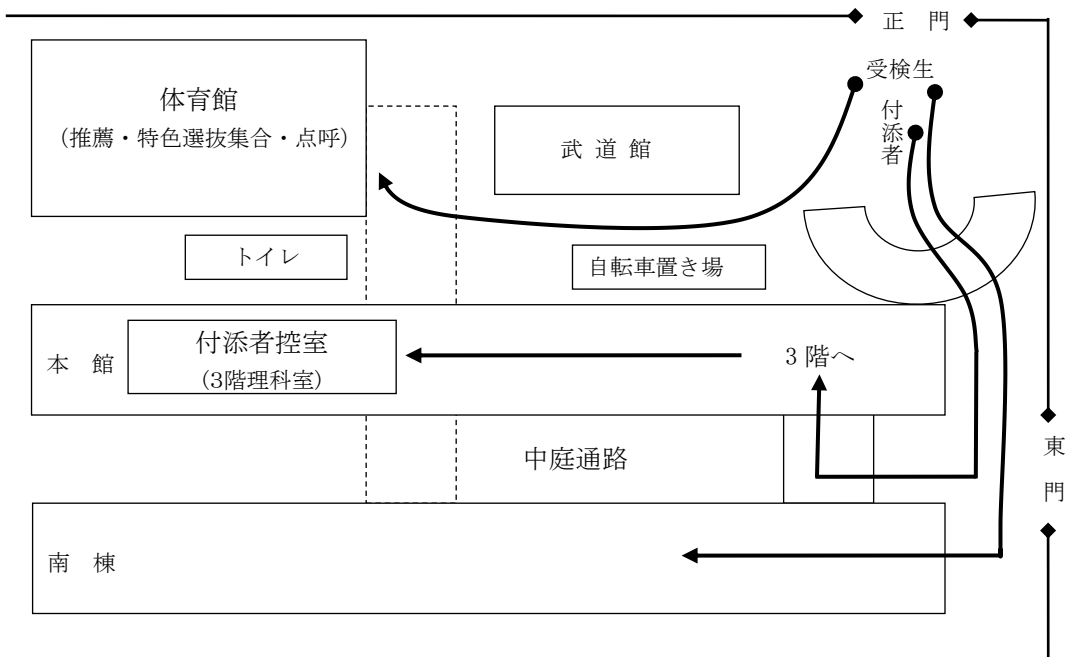 正 門
受検生
付添者
体育館
(推薦・特色選抜集合・点呼)
武 道 館
トイレ
自転車置き場
本 館
付添者控室
(3階理科室)
3 階へ
東門
中庭通路
南 棟